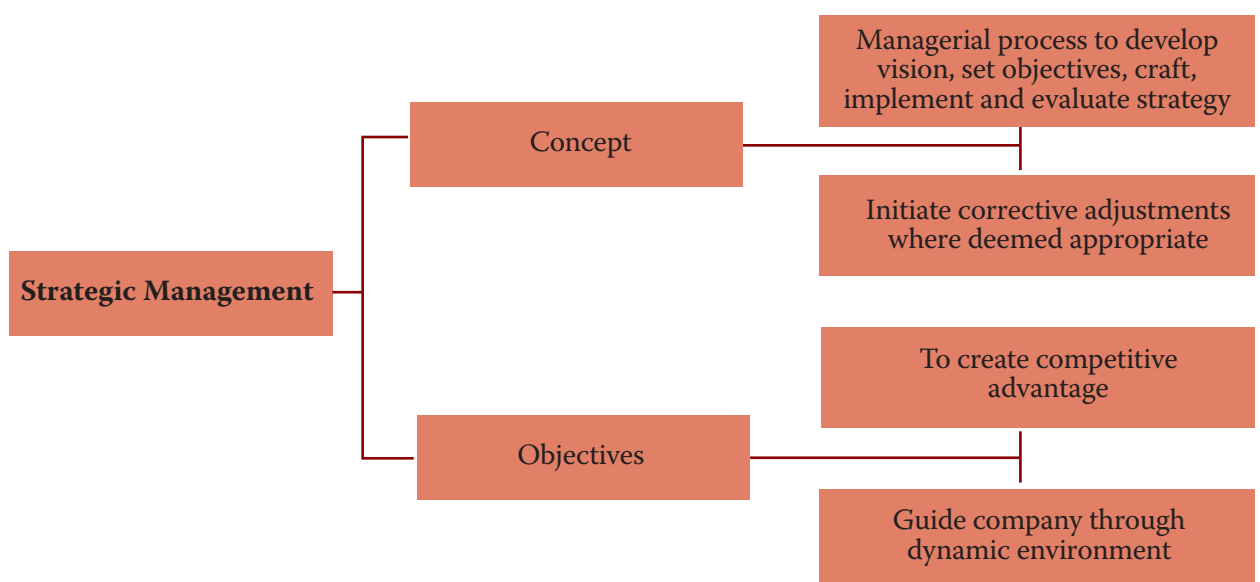 Strategic Management
Concept
Managerial process to develop
vision, set objectives, craft,
implement and evaluate strategy
Initiate corrective adjustments
where deemed appropriate
Objectives
To create competitive
advantage
Guide company through
dynamic environment